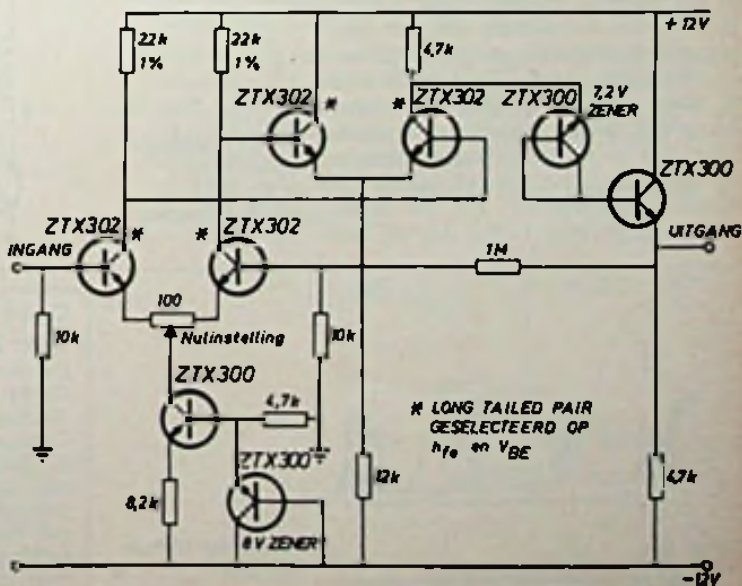 +12V
22k
1%
22k
1%
4,7k
ZTX302
*
*
ZTX302
ZTX300
7,2V
ZENER
ZTX300
ZTX302
*
*
ZTX302
INGANG
UITGANG
1M
100
Nulinstelling
10k
10k
ZTX300
4,7k
* LONG TAILED PAIR
GESELECTEERD OP
hfe en VBE
ZTX300
8,2k
12k
4,7k
8V ZENER
-12V